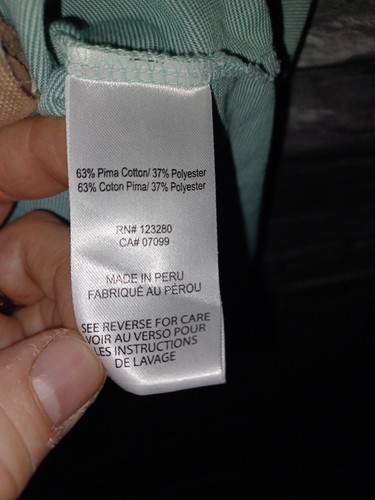 63% Pima Cotton/ 37% Polyester
63% Coton Pima/ 37% Polyester
RN# 123280
CA# 07099
MADE IN PERU
FABRIQUÉ AU PÉROU
SEE REVERSE FOR CARE
VOIR AU VERSO POUR
LES INSTRUCTIONS
DE LAVAGE